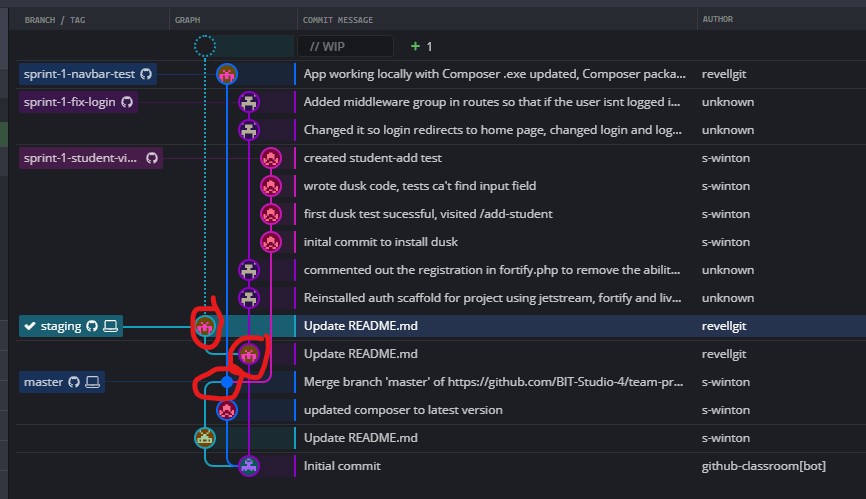 BRANCH / TAG GRAPH COMMIT MESSAGE AUTHOR
// WIP + 1
sprint-1-navbar-test App working locally with Composer .exe updated, Composer packa... revellgit
sprint-1-fix-login Added middleware group in routes so that if the user isnt logged i... unknown
Changed it so login redirects to home page, changed login and log... unknown
sprint-1-student-vi... created student-add test s-winton
wrote dusk code, tests ca't find input field s-winton
first dusk test sucessful, visited /add-student s-winton
inital commit to install dusk s-winton
commented out the registration in fortify.php to remove the abilit... unknown
Reinstalled auth scaffold for project using jetstream, fortify and liv... unknown
staging Update README.md revellgit
Update README.md revellgit
master Merge branch 'master' of https://github.com/BIT-Studio-4/team-pr... s-winton
updated composer to latest version s-winton
Update README.md s-winton
Initial commit github-classroom[bot]